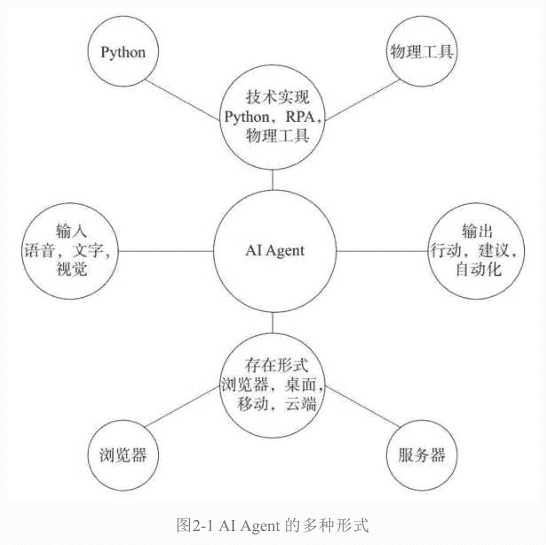 Python
物理工具
技术实现
Python，RPA，
物理工具
输入
语音，文字，
视觉
AI Agent
输出
行动，建议，
自动化
存在形式
浏览器，桌面，
移动，云端
浏览器
服务器
图2-1 AI Agent 的多种形式